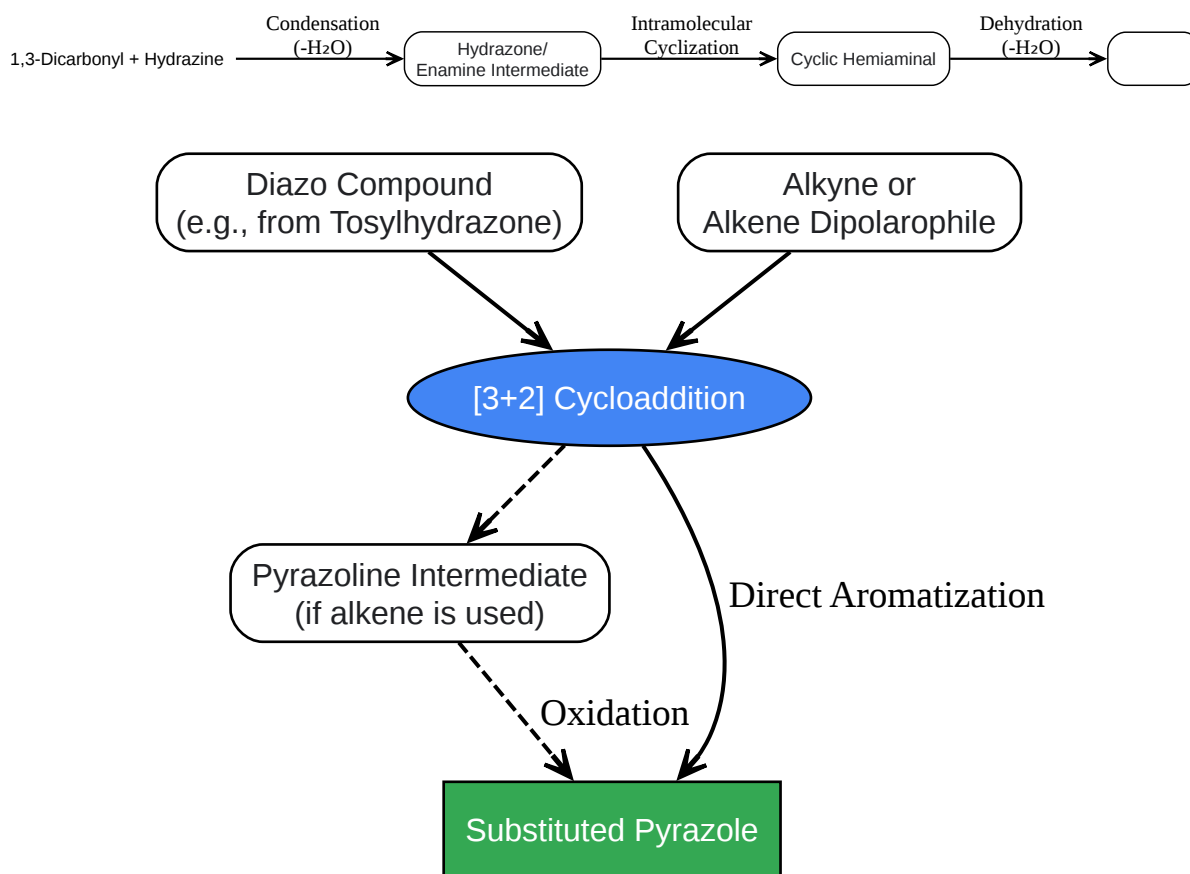 Condensation
(-H₂O)
Intramolecular
Cyclization
Dehydration
(-H₂O)
1,3-Dicarbonyl + Hydrazine
Hydrazone/
Enamine Intermediate
Cyclic Hemiaminal
Diazo Compound
(e.g., from Tosylhydrazone)
Alkyne or
Alkene Dipolarophile
[3+2] Cycloaddition
Pyrazoline Intermediate
(if alkene is used)
Direct Aromatization
Oxidation
Substituted Pyrazole